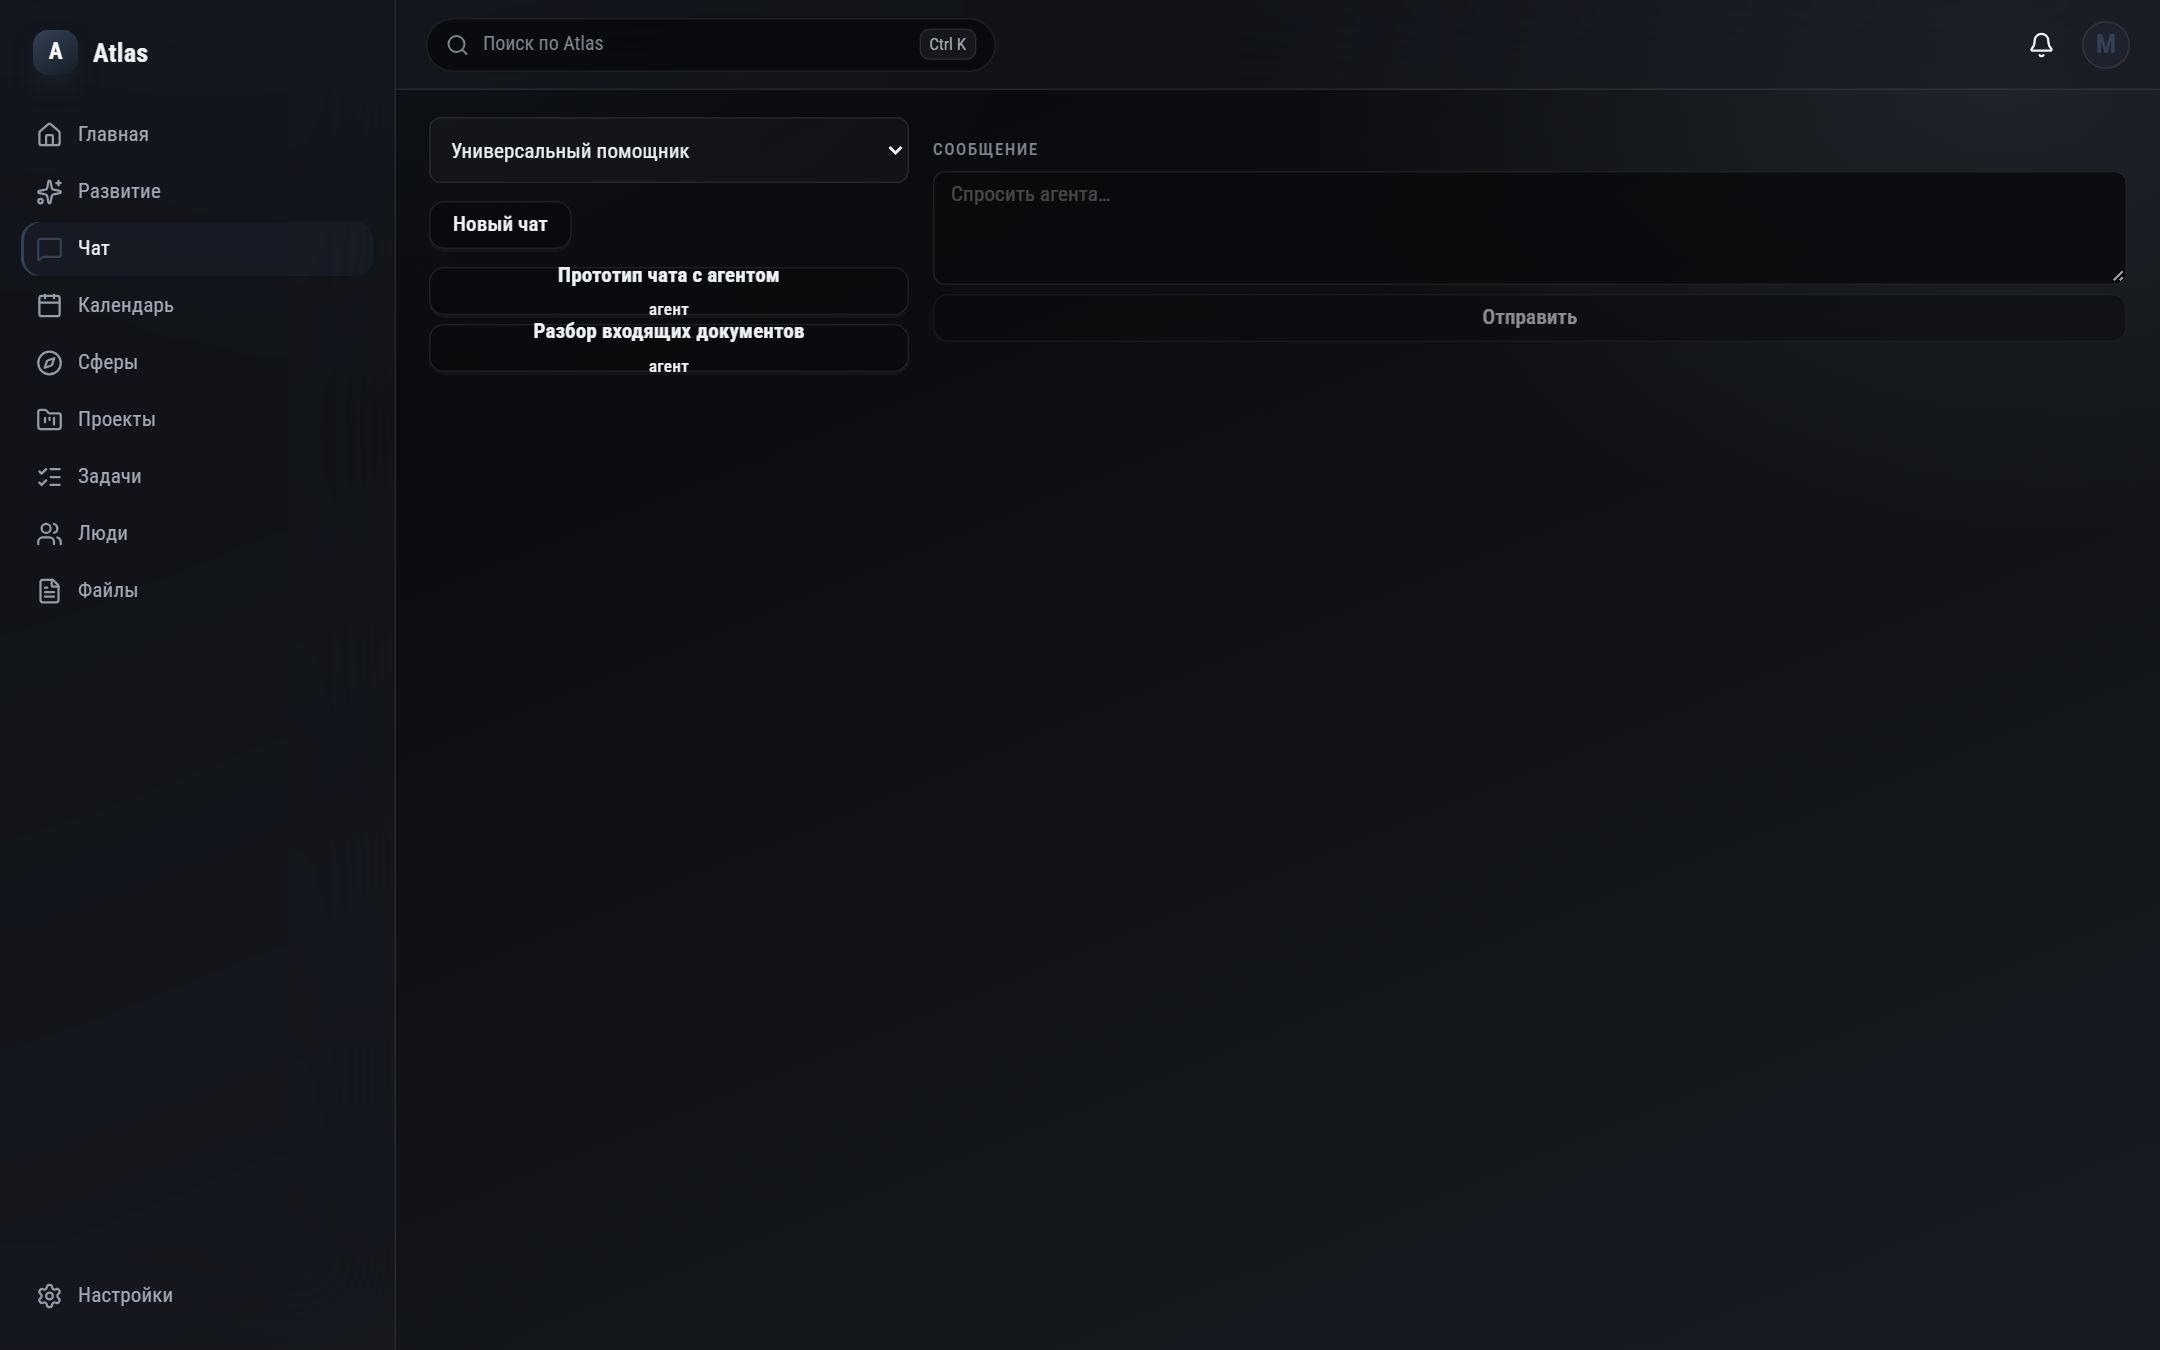 A
Atlas
Главная
Развитие
Чат
Календарь
Сферы
Проекты
Задачи
Люди
Файлы
Настройки
Поиск по Atlas
Ctrl K
M
Универсальный помощник
Новый чат
Прототип чата с агентом
агент
Разбор входящих документов
агент
СООБЩЕНИЕ
Спросить агента…
Отправить